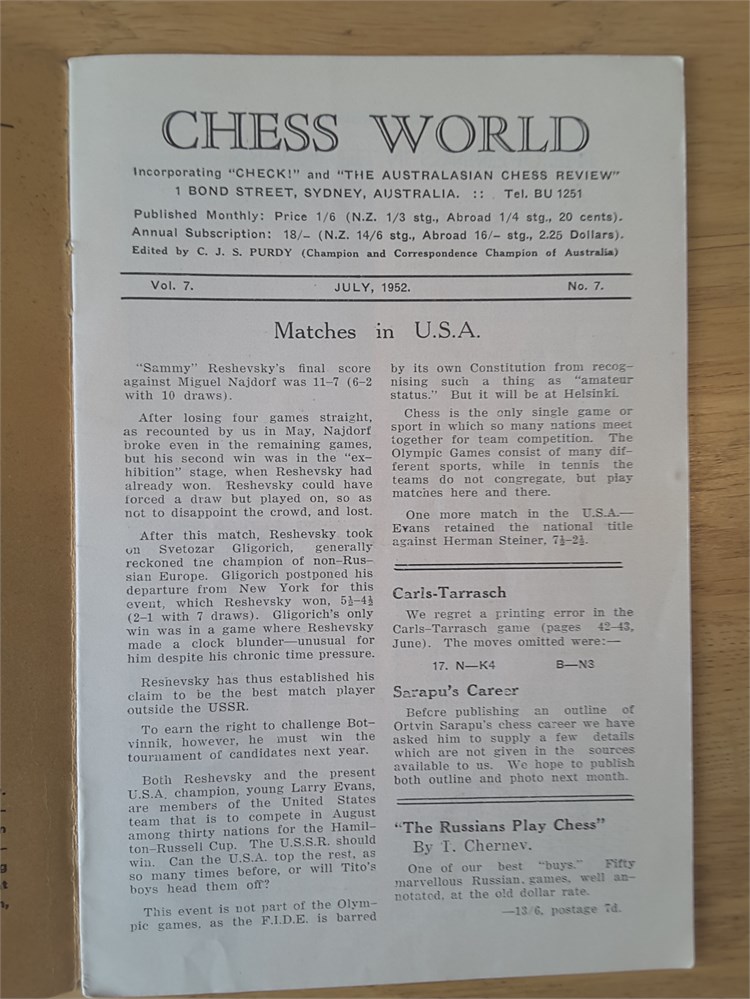 CHESS WORLD
Incorporating "CHECK!" and "THE AUSTRALASIAN CHESS REVIEW"
1 BOND STREET, SYDNEY, AUSTRALIA. :: Tel. BU 1251
Published Monthly: Price 1/6 (N.Z. 1/3 stg., Abroad 1/4 stg., 20 cents).
Annual Subscription: 18/– (N.Z. 14/6 stg., Abroad 16/– stg., 2.25 Dollars).
Edited by C. J. S. PURDY (Champion and Correspondence Champion of Australia)
Vol. 7. JULY, 1952. No. 7.
Matches in U.S.A.
"Sammy" Reshevsky's final score
against Miguel Najdorf was 11–7 (6-2
with 10 draws).
After losing four games straight,
as recounted by us in May, Najdorf
broke even in the remaining games,
but his second win was in the "ex-
hibition" stage, when Reshevsky had
already won. Reshevsky could have
forced a draw but played on, so as
not to disappoint the crowd, and lost.
After this match, Reshevsky took
on Svetozar Gligorich, generally
reckoned the champion of non-Rus-
sian Europe. Gligorich postponed his
departure from New York for this
event, which Reshevsky won, 5½–4½
(2–1 with 7 draws). Gligorich's only
win was in a game where Reshevsky
made a clock blunder—unusual for
him despite his chronic time pressure.
Reshevsky has thus established his
claim to be the best match player
outside the USSR.
To earn the right to challenge Bot-
vinnik, however, he must win the
tournament of candidates next year.
Both Reshevsky and the present
U.S.A. champion, young Larry Evans,
are members of the United States
team that is to compete in August
among thirty nations for the Hamil-
ton–Russell Cup. The U.S.S.R. should
win. Can the U.S.A. top the rest, as
so many times before, or will Tito's
boys head them off?
This event is not part of the Olym-
pic games, as the F.I.D.E. is barred
by its own Constitution from recog-
nising such a thing as "amateur
status." But it will be at Helsinki.
Chess is the only single game or
sport in which so many nations meet
together for team competition. The
Olympic Games consist of many dif-
ferent sports, while in tennis the
teams do not congregate, but play
matches here and there.
One more match in the U.S.A.—
Evans retained the national title
against Herman Steiner, 7½–2½.
Carls-Tarrasch
We regret a printing error in the
Carls–Tarrasch game (pages 42–43,
June). The moves omitted were:—
17. N—K4 B—N3
Sarapu's Career
Before publishing an outline of
Ortvin Sarapu's chess career we have
asked him to supply a few details
which are not given in the sources
available to us. We hope to publish
both outline and photo next month.
"The Russians Play Chess"
By I. Chernev.
One of our best "buys." Fifty
marvellous Russian games, well an-
notated, at the old dollar rate.
—13/6, postage 7d.